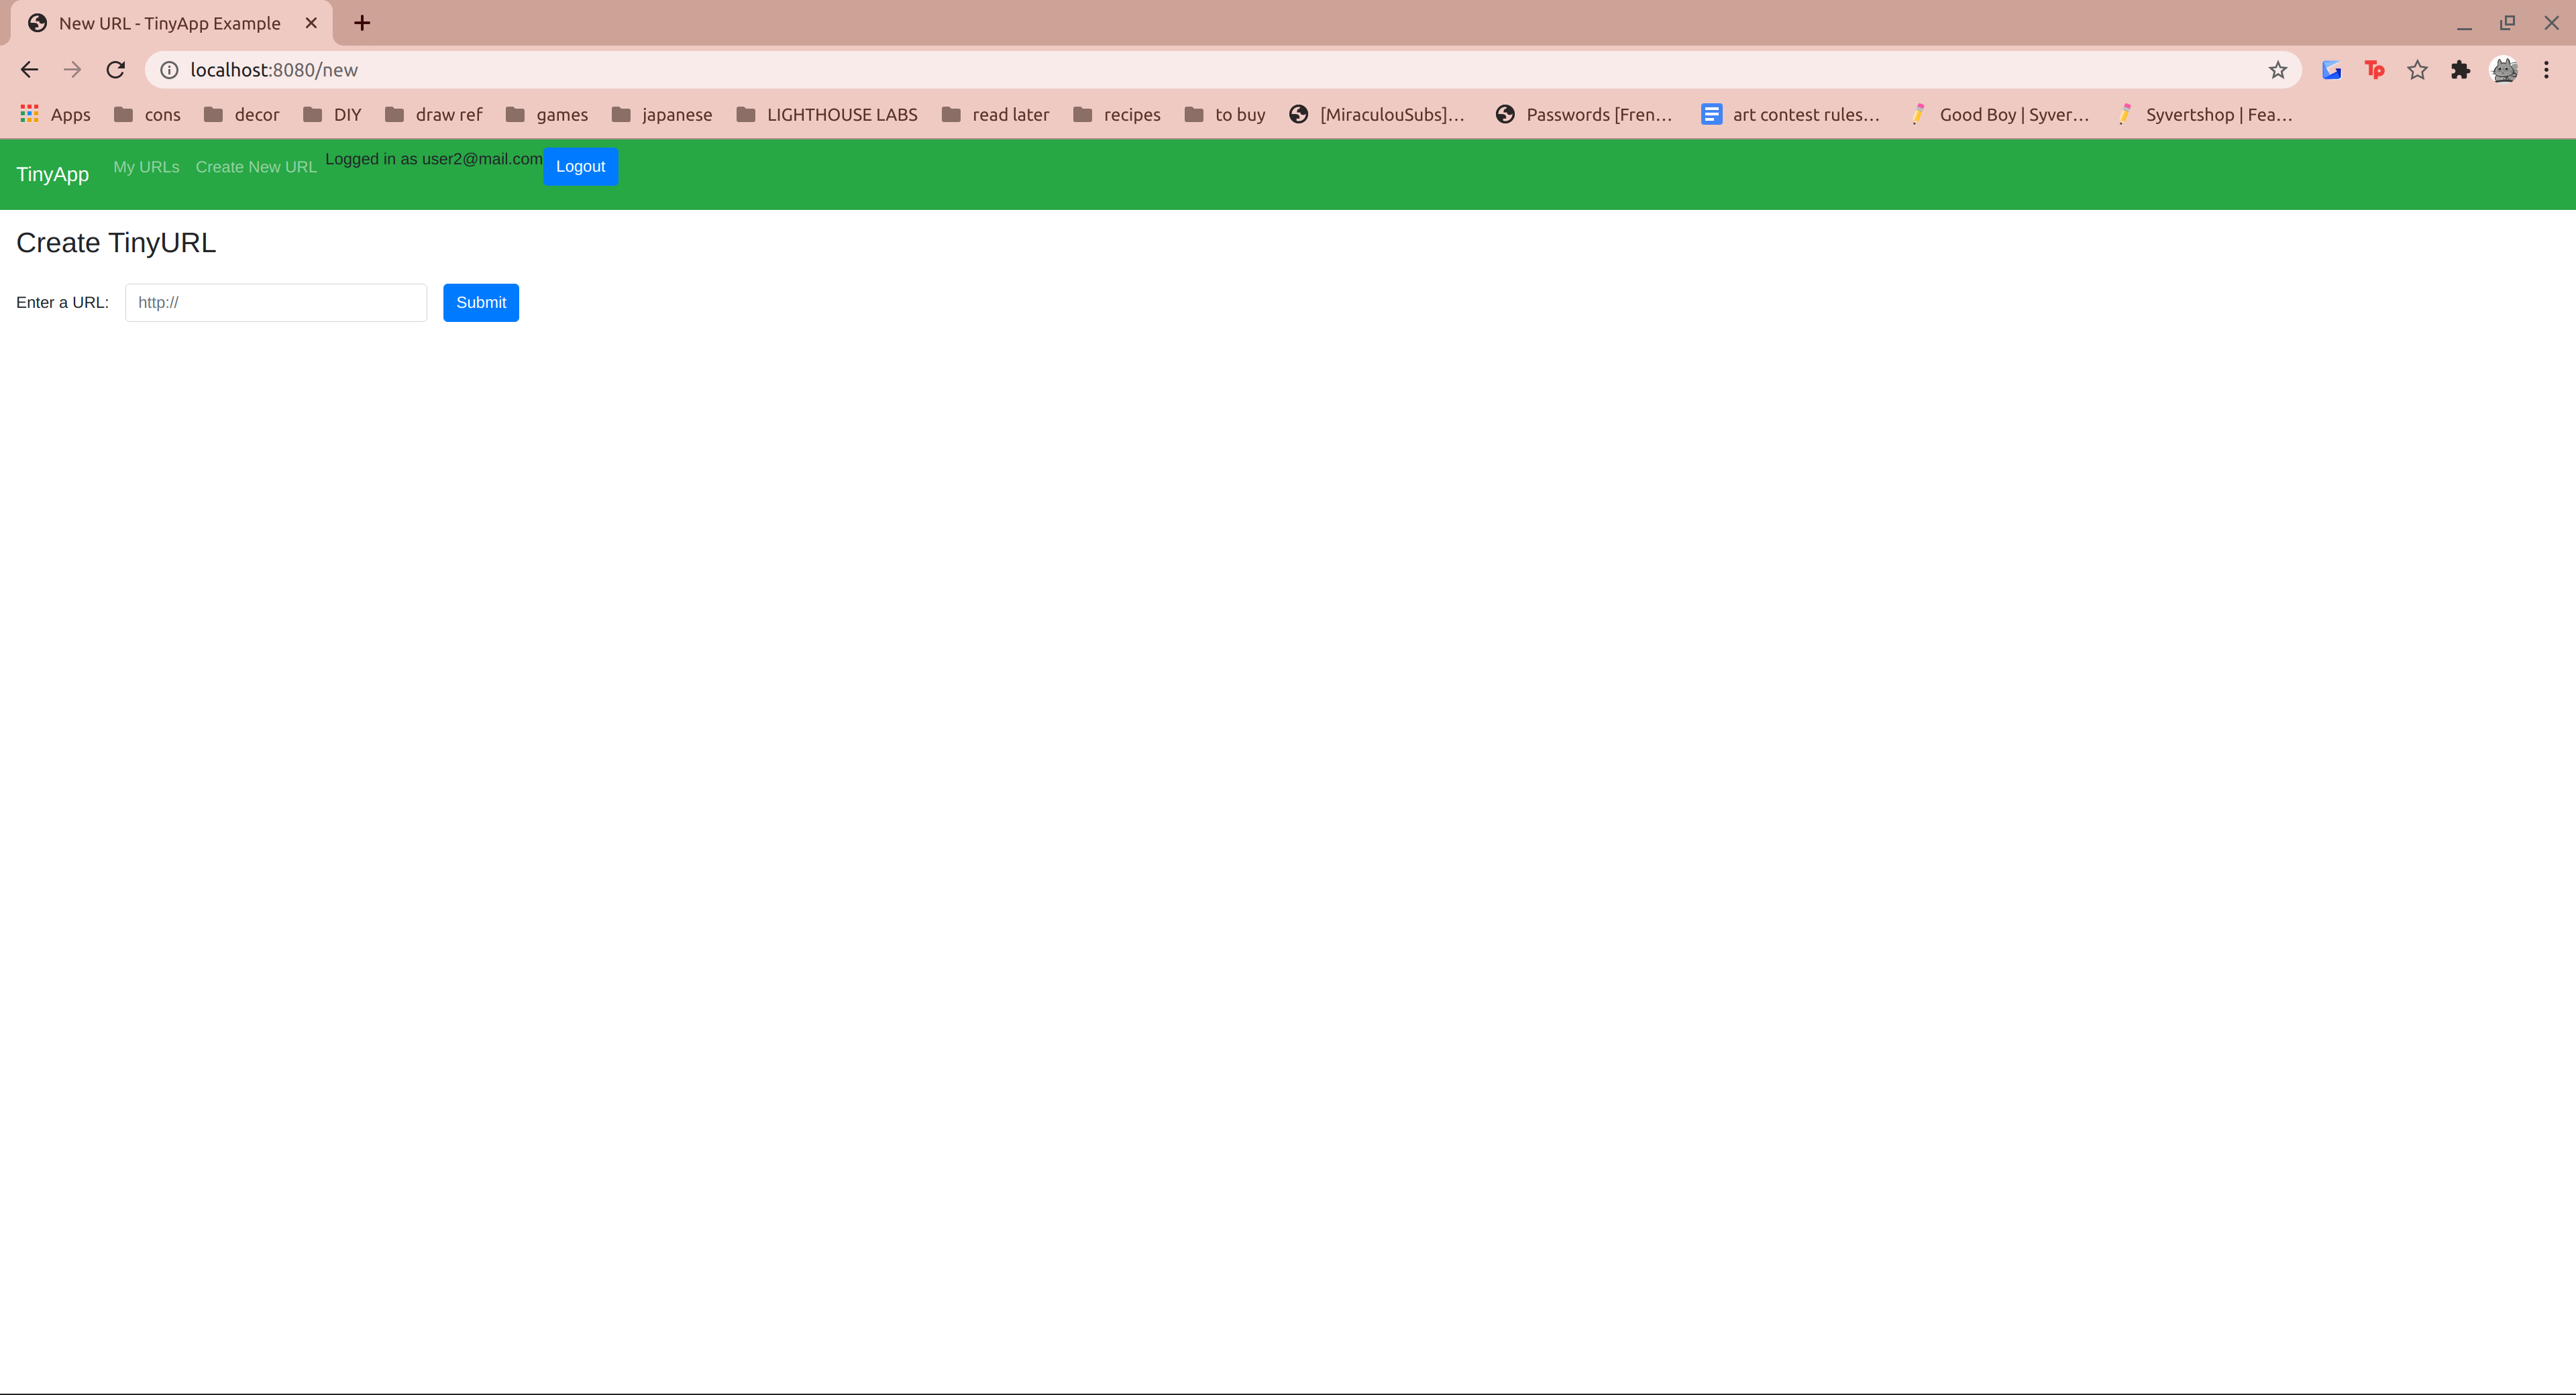 New URL - TinyApp Example
localhost:8080/new
Apps cons decor DIY draw ref games japanese LIGHTHOUSE LABS read later recipes to buy [MiraculouSubs]... Passwords [Fren... art contest rules... Good Boy | Syver... Syvertshop | Fea...
TinyApp My URLs Create New URL Logged in as user2@mail.com Logout
Create TinyURL
Enter a URL: http:// Submit